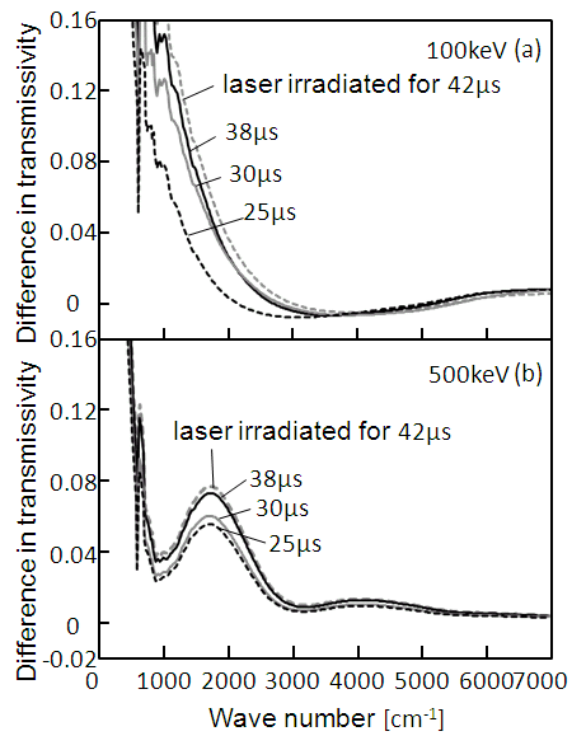 0.16
100keV (a)
laser irradiated for 42μs
0.12
38μs
0.08
30μs
25μs
0.04
0
Difference in transmissivity
0.16
500keV (b)
0.12
laser irradiated for 42μs
0.08
38μs
30μs
25μs
0.04
0
-0.02
Difference in transmissivity
0 1000 2000 3000 4000 5000 6000 7000
Wave number [cm⁻¹]